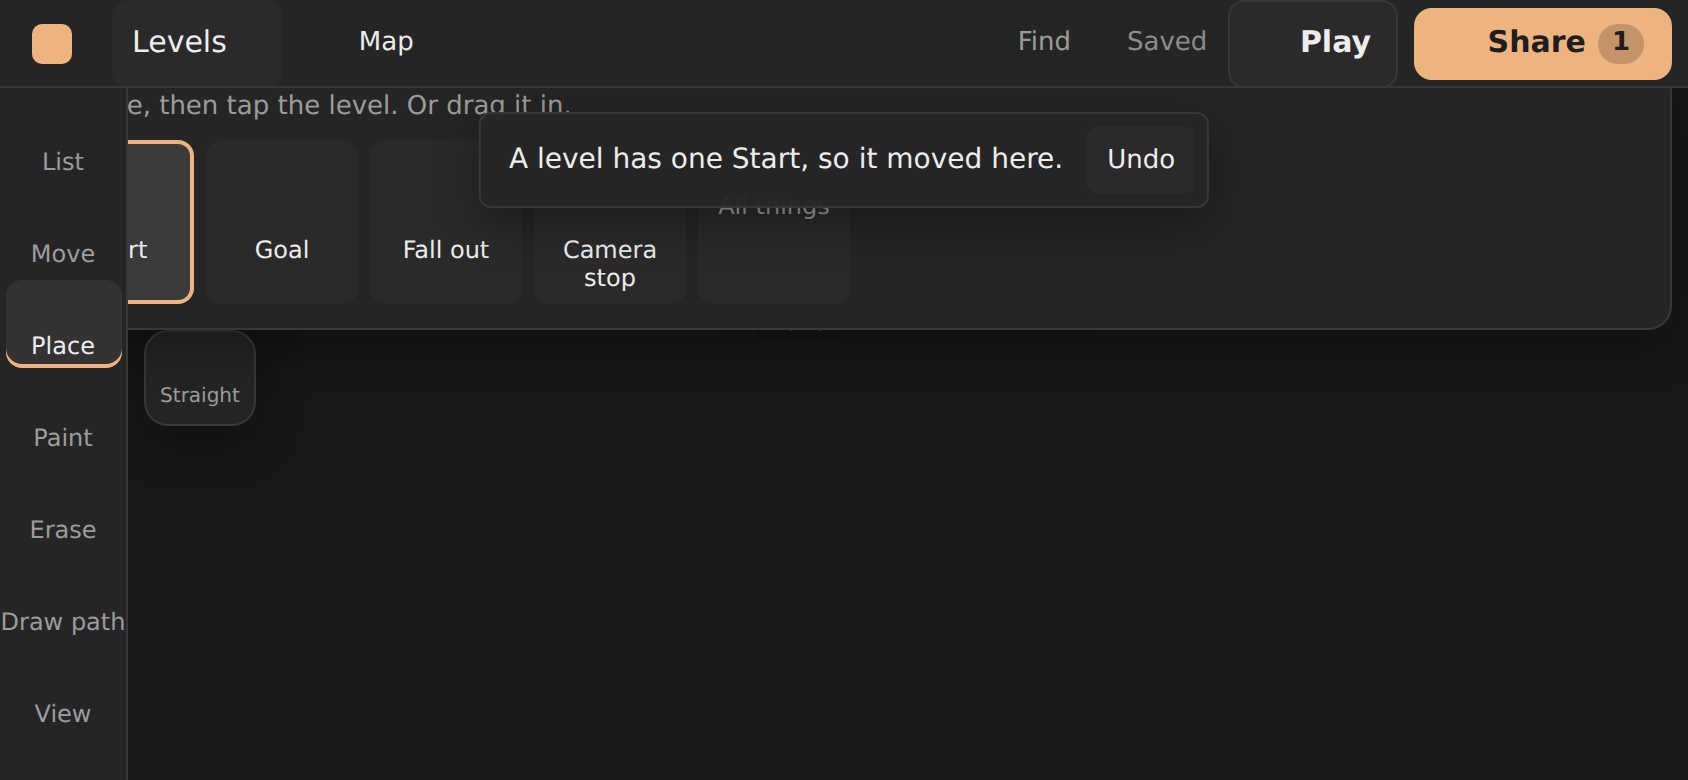 Levels
Map
Find
Saved
Play
Share 1
e, then tap the level. Or drag it in.
A level has one Start, so it moved here.
Undo
All things
List
Move
Place
Paint
Erase
Draw path
View
rt
Goal
Fall out
Camera
stop
Straight